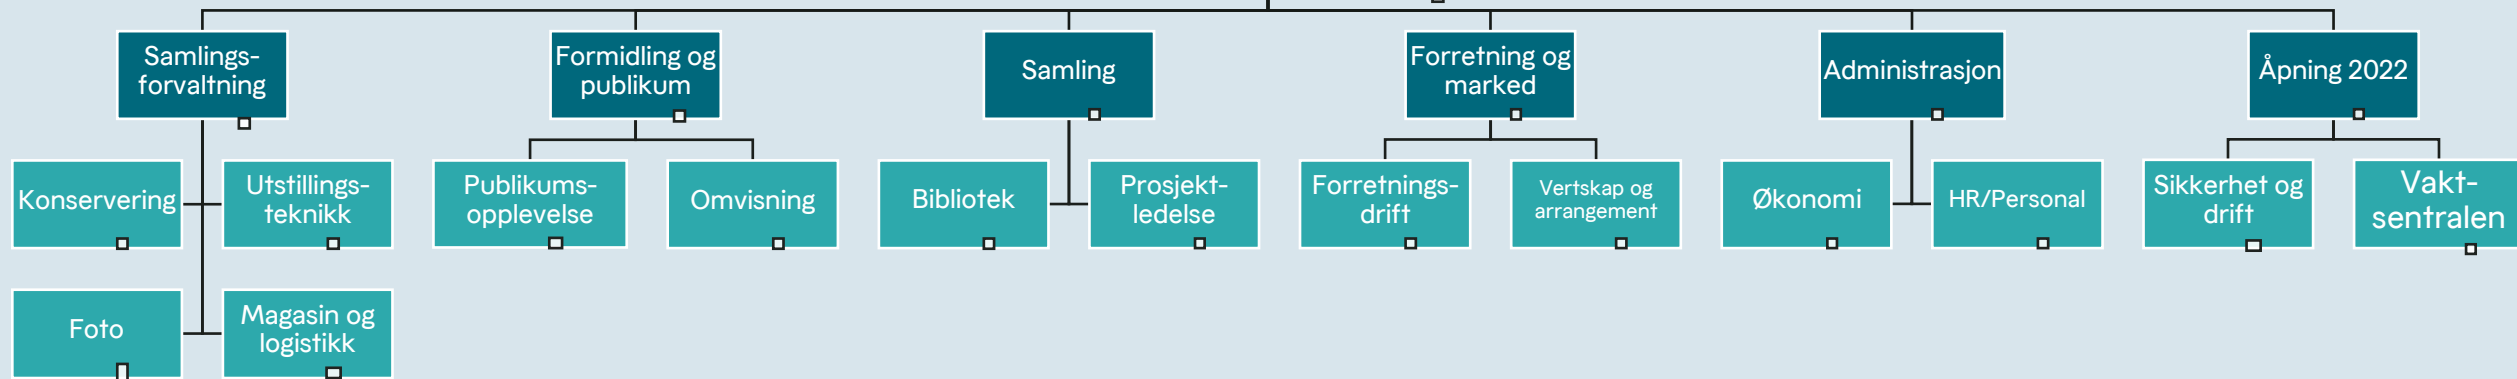 Samlings-
forvaltning
Formidling og
publikum
Samling
Forretning og
marked
Administrasjon
Åpning 2022
Konservering
Utstillings-
teknikk
Publikums-
opplevelse
Omvisning
Bibliotek
Prosjekt-
ledelse
Forretnings-
drift
Vertskap og
arrangement
Økonomi
HR/Personal
Sikkerhet og
drift
Vakt-
sentralen
Foto
Magasin og
logistikk